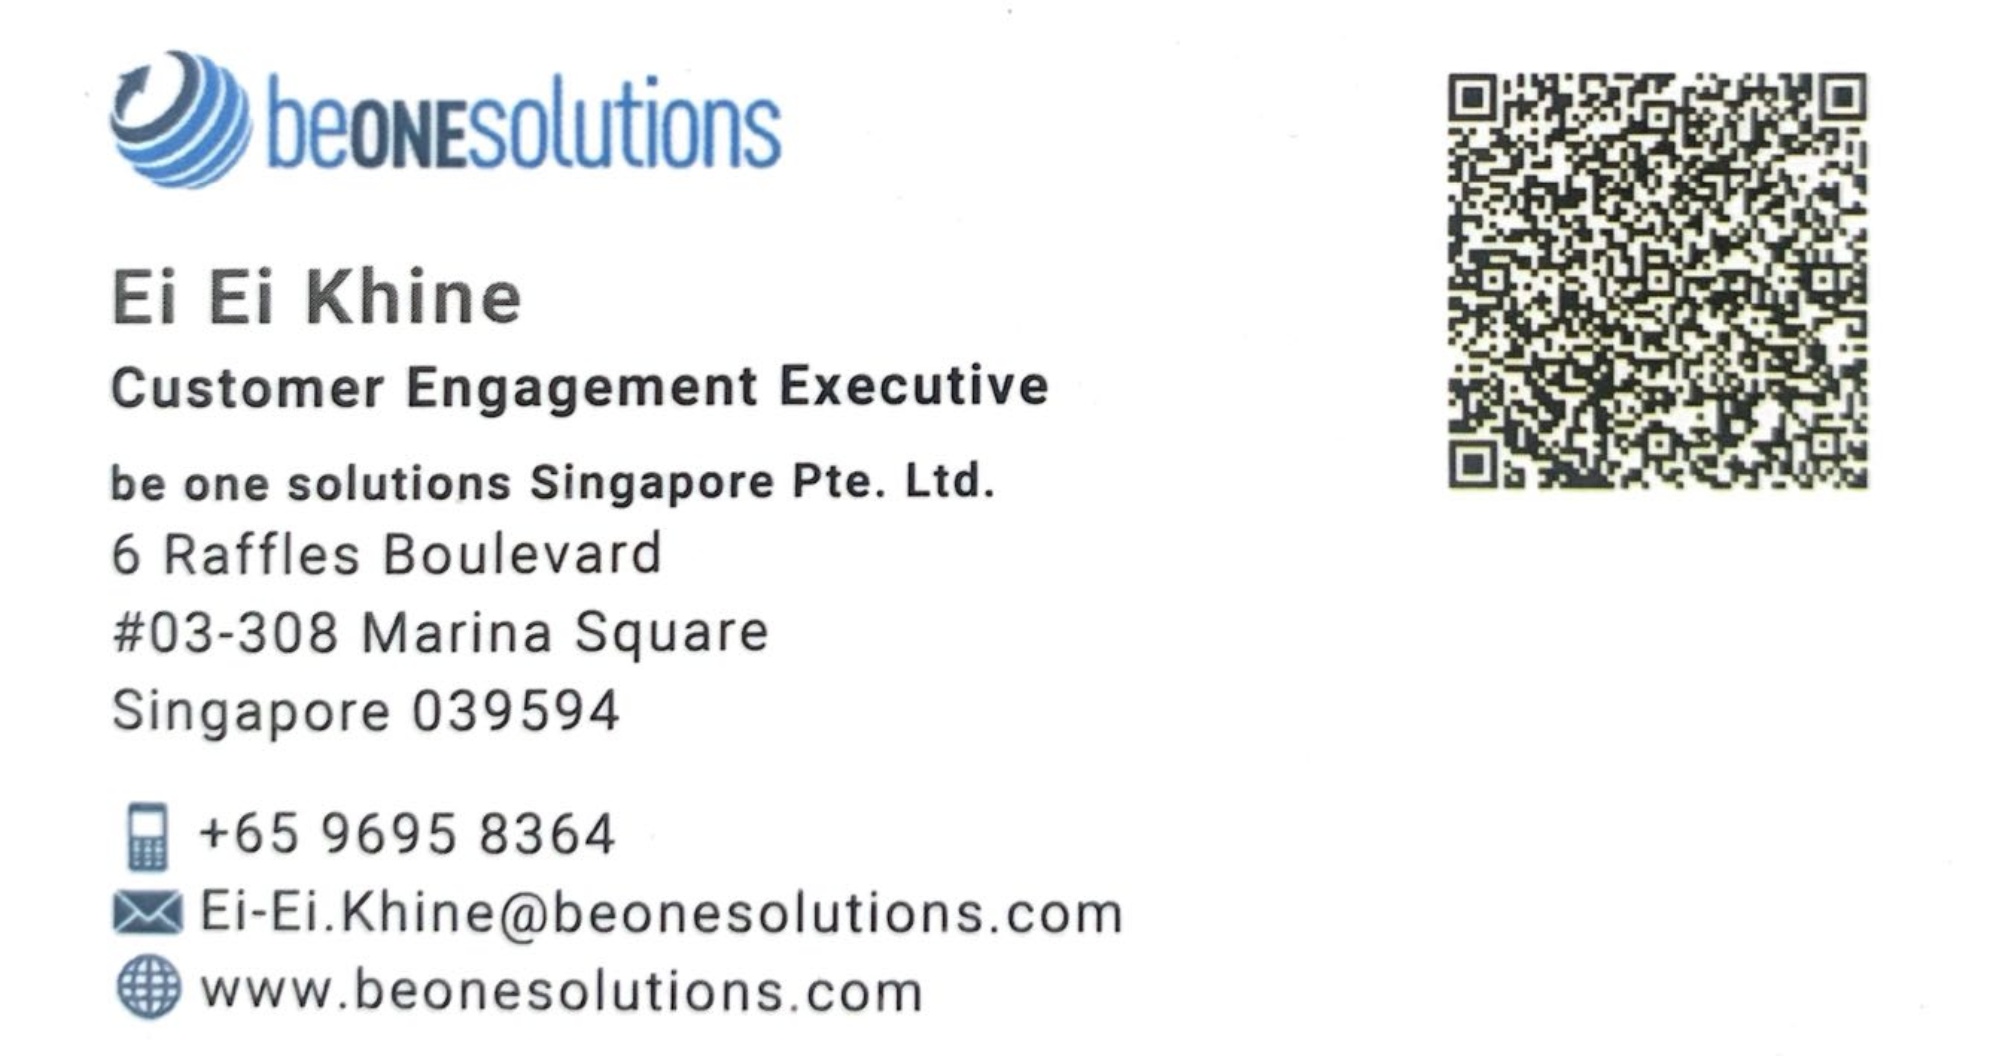 beONEsolutions
Ei Ei Khine
Customer Engagement Executive
be one solutions Singapore Pte. Ltd.
6 Raffles Boulevard
#03-308 Marina Square
Singapore 039594
+65 9695 8364
Ei-Ei.Khine@beonesolutions.com
www.beonesolutions.com